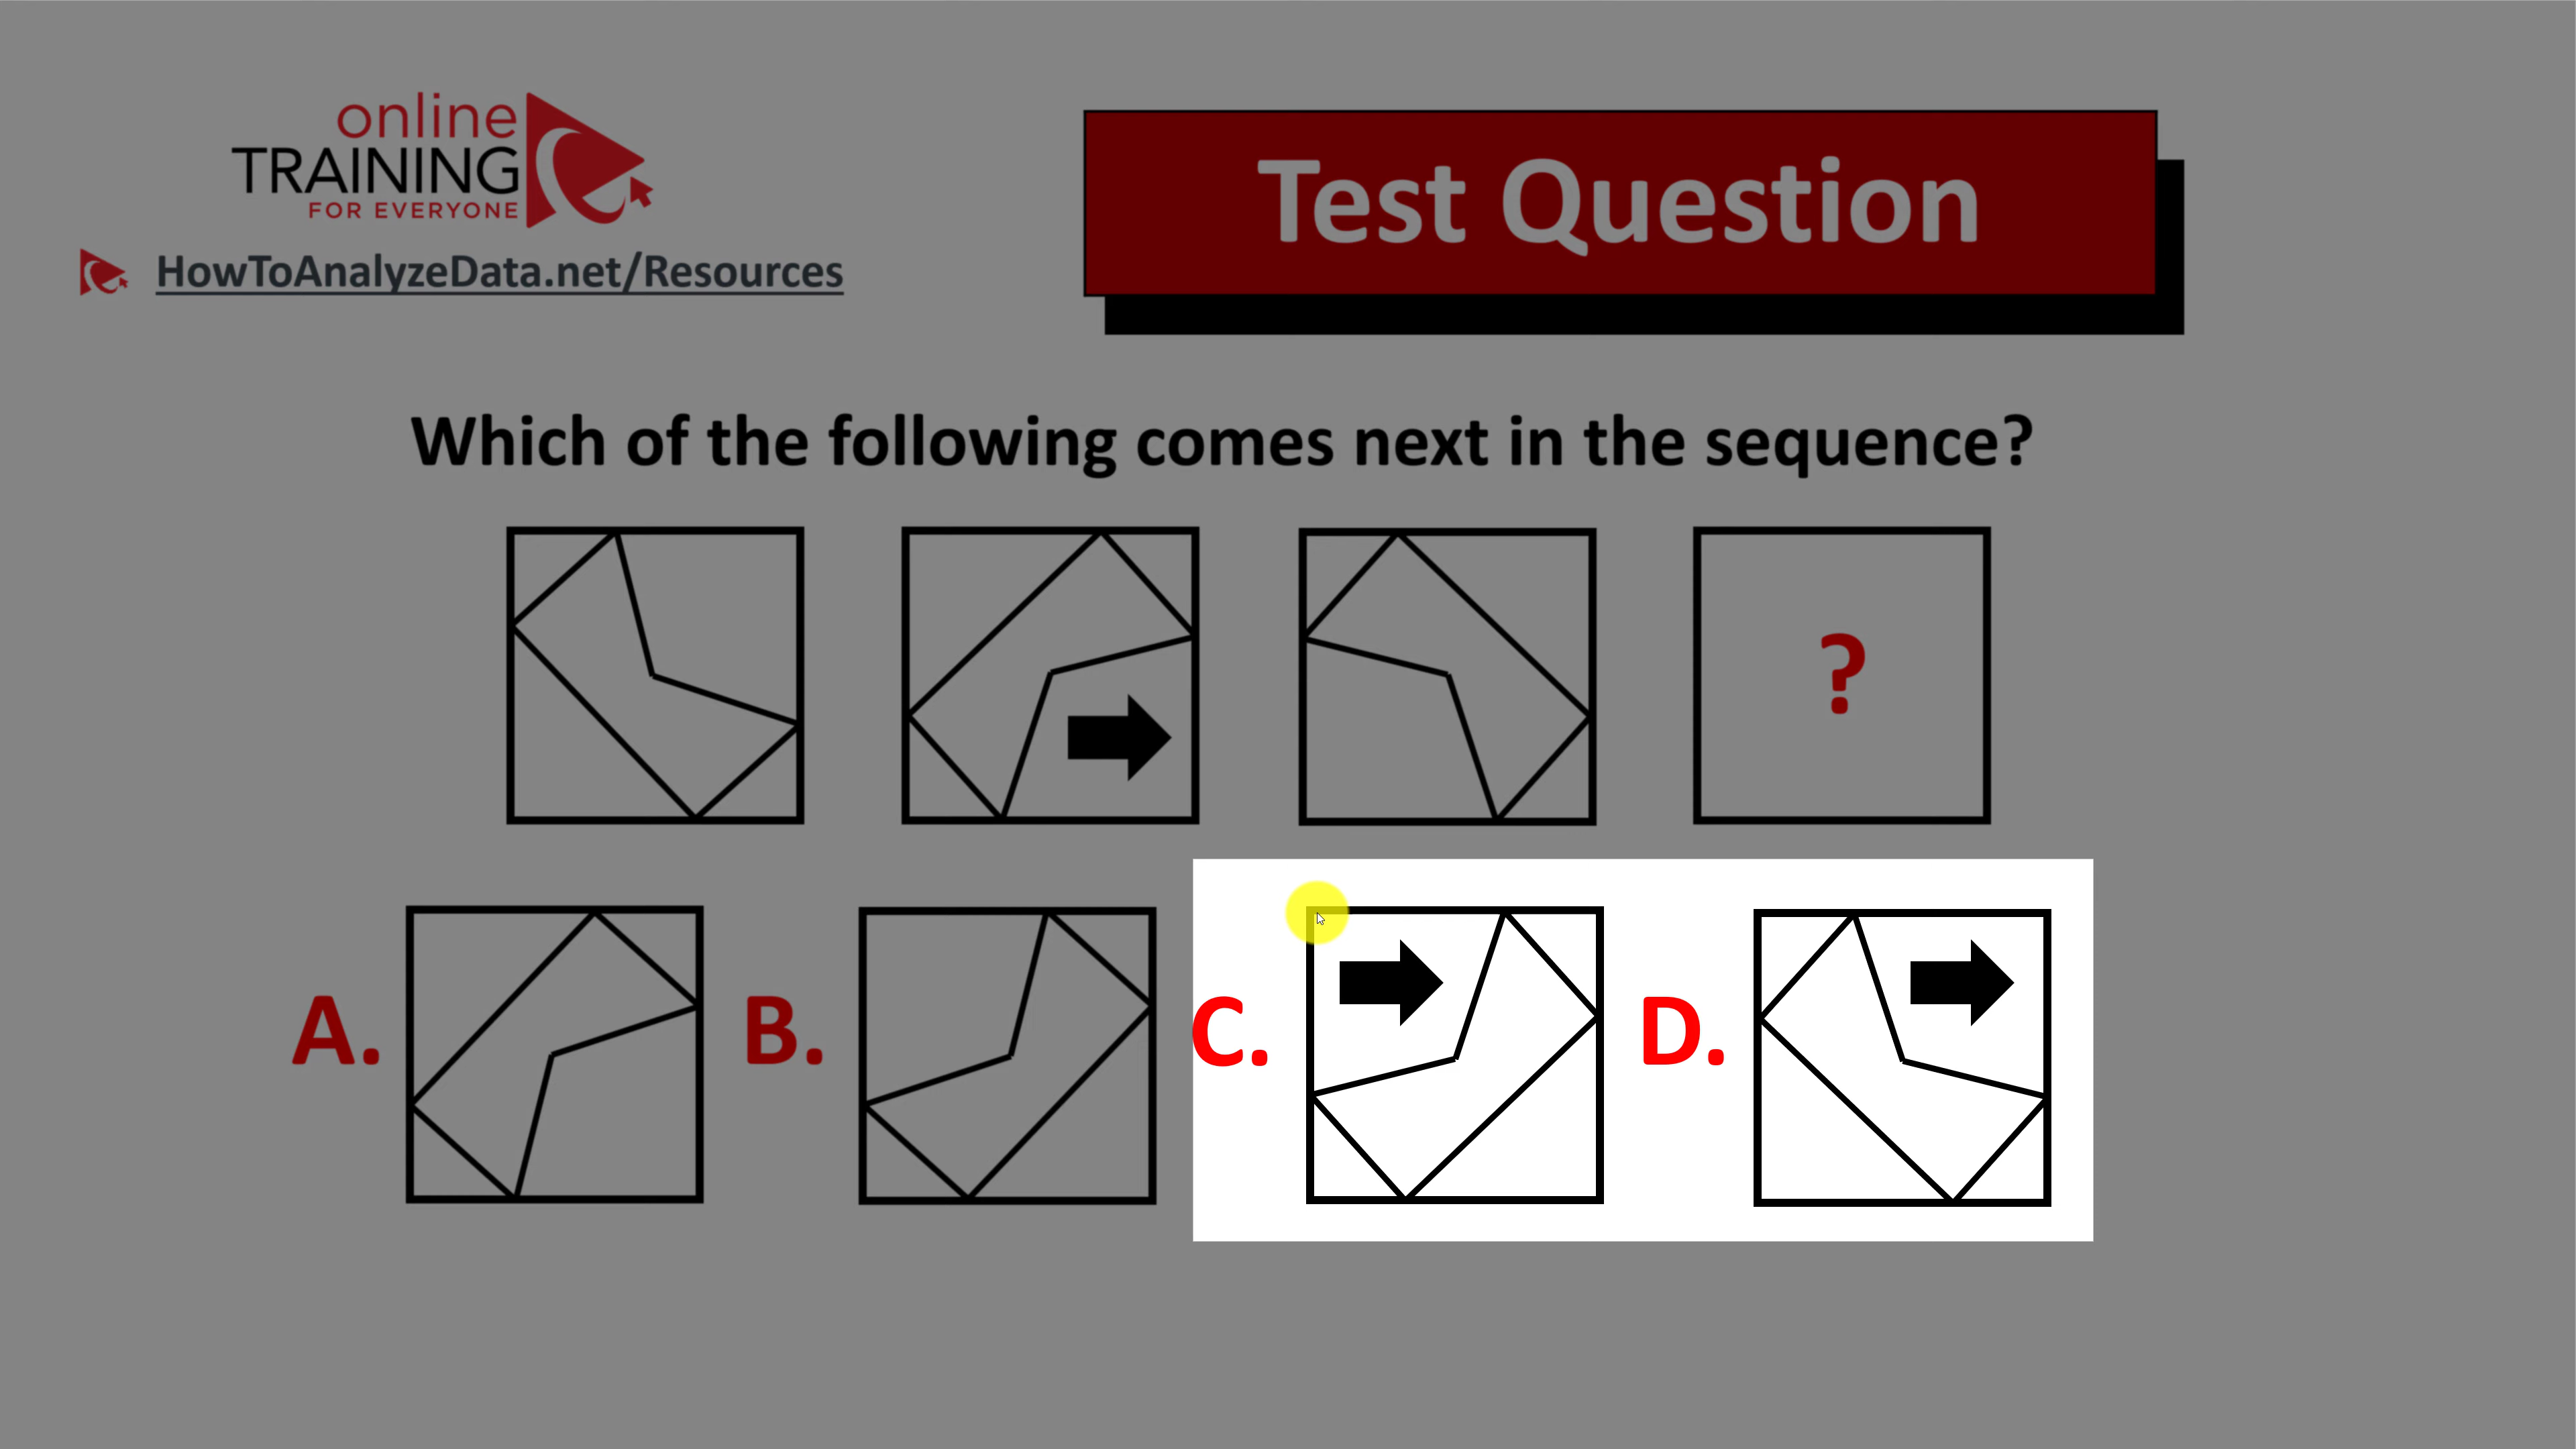 online
TRAINING
FOR EVERYONE
HowToAnalyzeData.net/Resources
Test Question
Which of the following comes next in the sequence?
?
A.
B.
C.
D.